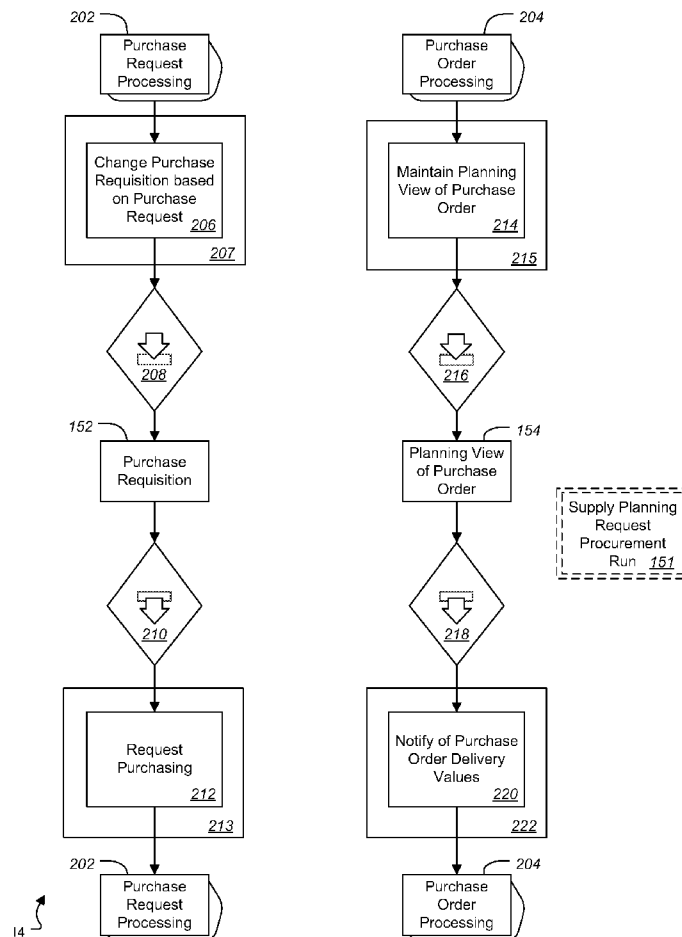 202
Purchase
Request
Processing
Change Purchase
Requisition based
on Purchase
Request
206
207
208
152
Purchase
Requisition
210
Request
Purchasing
212
213
202
Purchase
Request
Processing
204
Purchase
Order
Processing
Maintain Planning
View of Purchase
Order
214
215
216
154
Planning View
of Purchase
Order
218
Notify of Purchase
Order Delivery
Values
220
222
204
Purchase
Order
Processing
Supply Planning
Request
Procurement
Run 151
14